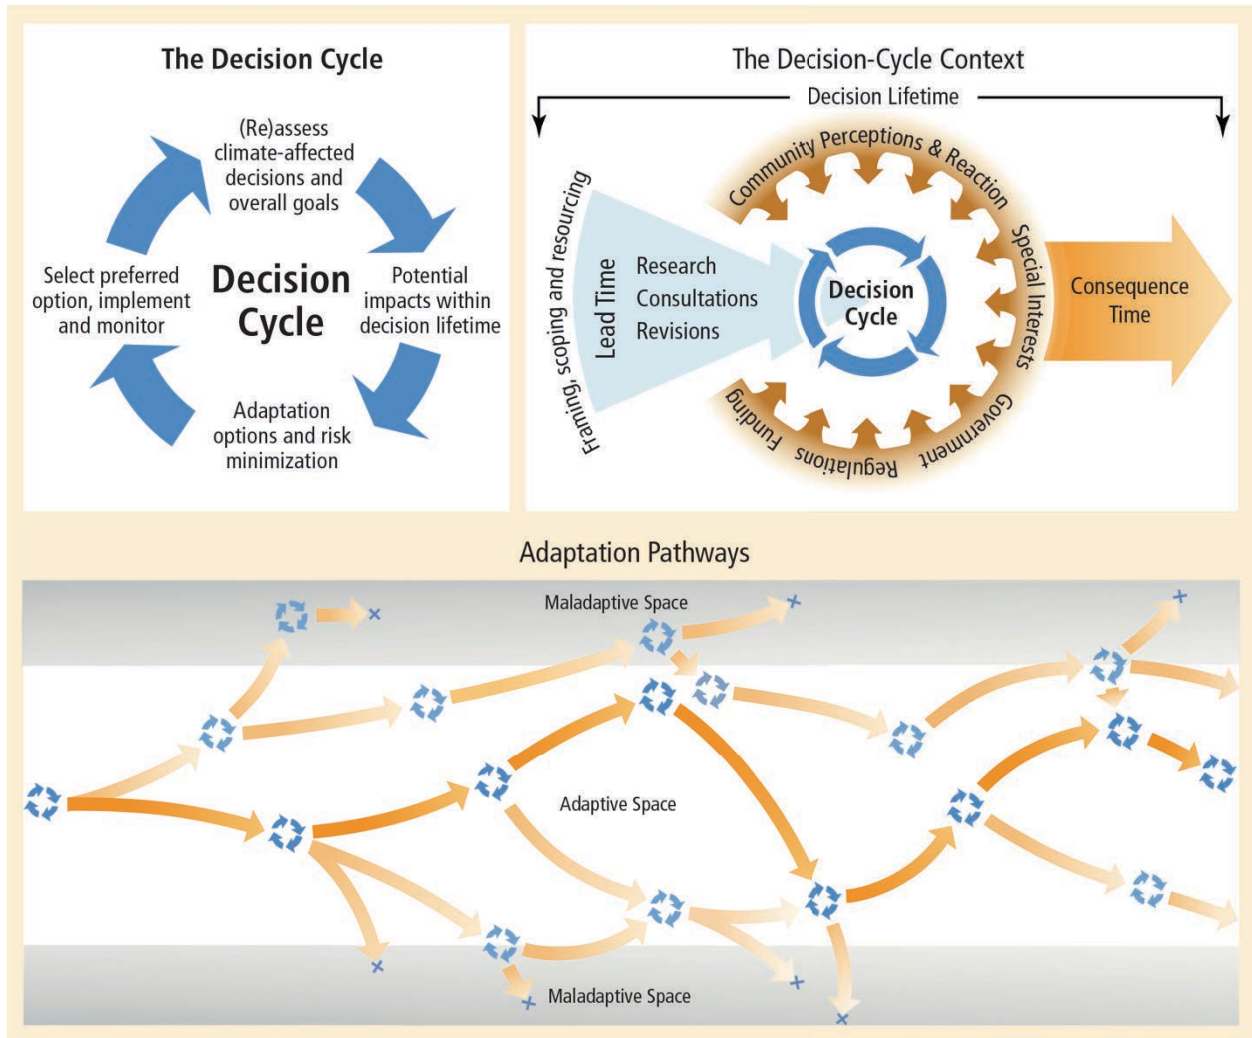 The Decision Cycle
(Re)assess
climate-affected
decisions and
overall goals
Select preferred
option, implement
and monitor
Decision
Cycle
Potential
impacts within
decision lifetime
Adaptation
options and risk
minimization
The Decision-Cycle Context
Decision Lifetime
Framing, scoping and resourcing
Lead Time
Research
Consultations
Revisions
Decision
Cycle
Community Perceptions & Reaction
Special Interests
Government
Regulations
Funding
Consequence
Time
Adaptation Pathways
Maladaptive Space
Adaptive Space
Maladaptive Space